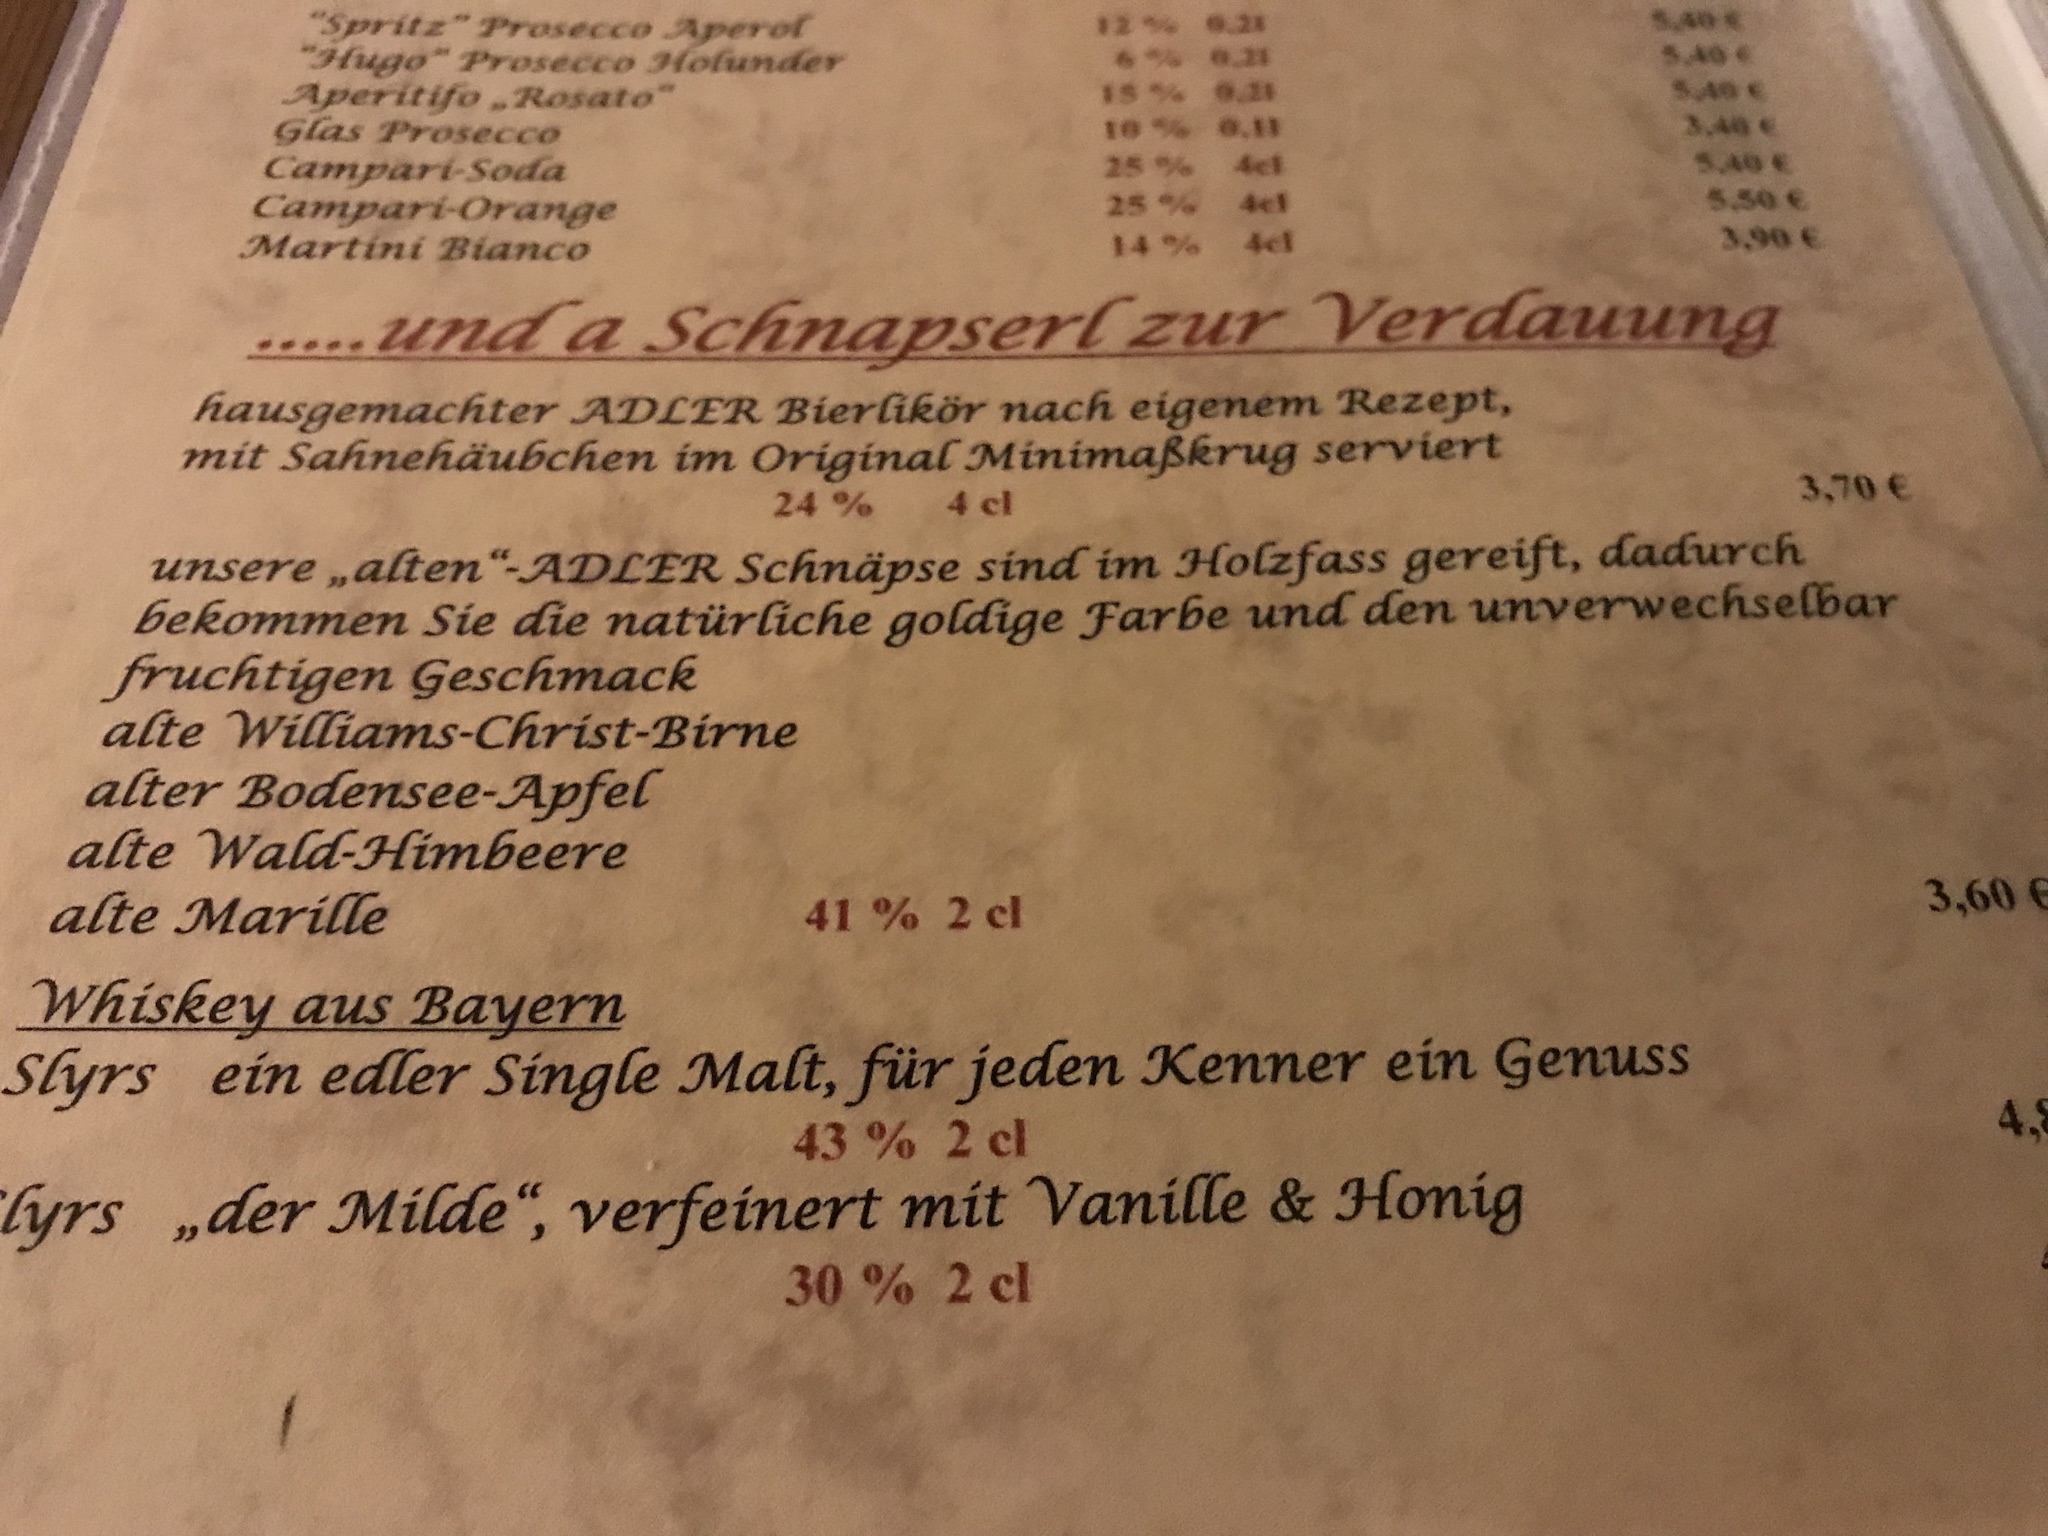 "Spritz" Prosecco Aperol 12 % 0.2l 5,40 €
"Hugo" Prosecco Holunder 6 % 0.2l 5,40 €
Aperitifo „Rosato“ 15 % 0.2l 5,40 €
Glas Prosecco 10 % 0.1l 3,40 €
Campari-Soda 25 % 4cl 5,40 €
Campari-Orange 25 % 4cl 5,50 €
Martini Bianco 14 % 4cl 3,90 €
.....und a Schnapserl zur Verdauung
hausgemachter ADLER Bierlikör nach eigenem Rezept,
mit Sahnehäubchen im Original Minimaßkrug serviert
24 % 4 cl 3,70 €
unsere „alten“-ADLER Schnäpse sind im Holzfass gereift, dadurch
bekommen Sie die natürliche goldige Farbe und den unverwechselbar
fruchtigen Geschmack
alte Williams-Christ-Birne
alter Bodensee-Apfel
alte Wald-Himbeere
alte Marille 41 % 2 cl 3,60 €
Whiskey aus Bayern
Slyrs ein edler Single Malt, für jeden Kenner ein Genuss
43 % 2 cl 4,8
lyrs „der Milde“, verfeinert mit Vanille & Honig
30 % 2 cl